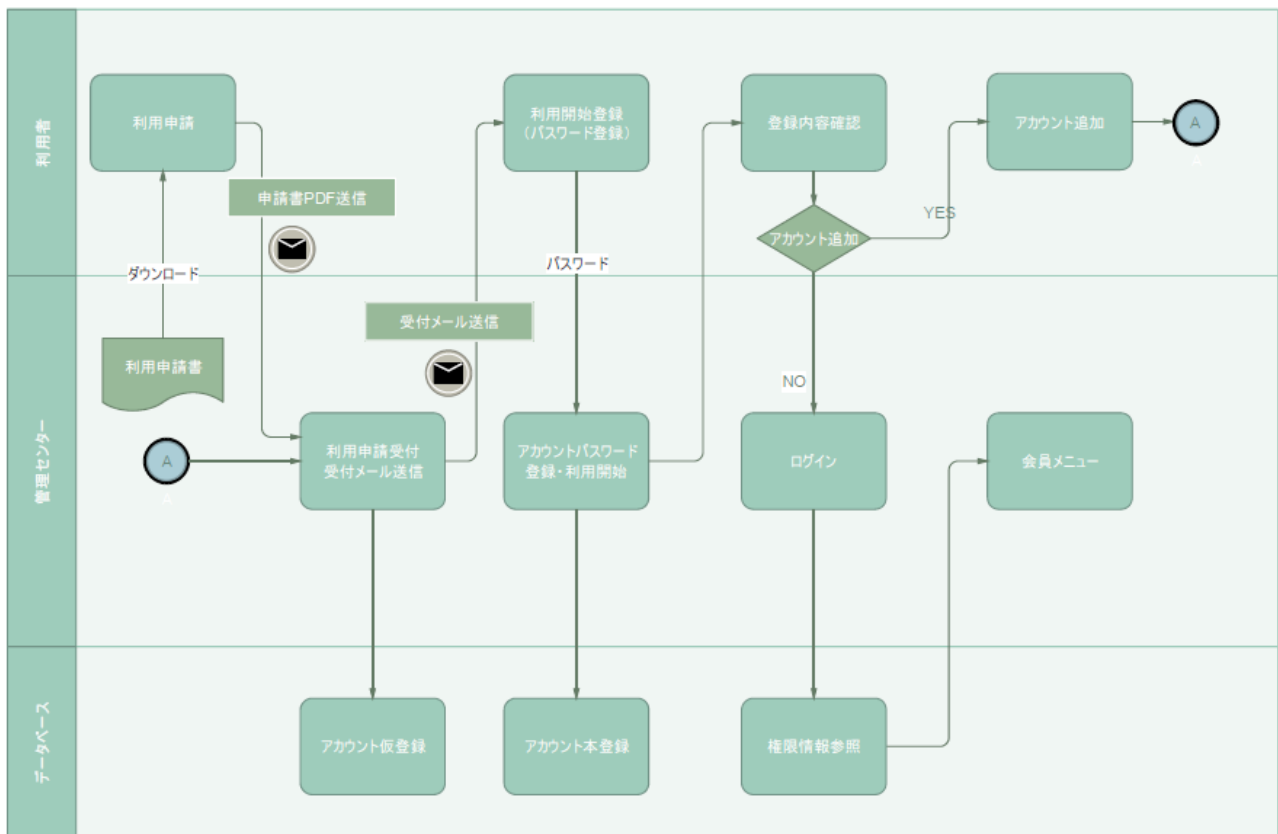 利用者
利用申請
利用開始登録
（パスワード登録）
登録内容確認
アカウント追加
A
A
申請書PDF送信
YES
アカウント追加
ダウンロード
パスワード
管理センター
受付メール送信
利用申請書
NO
A
A
利用申請受付
受付メール送信
アカウントパスワード
登録・利用開始
ログイン
会員メニュー
データベース
アカウント仮登録
アカウント本登録
権限情報参照